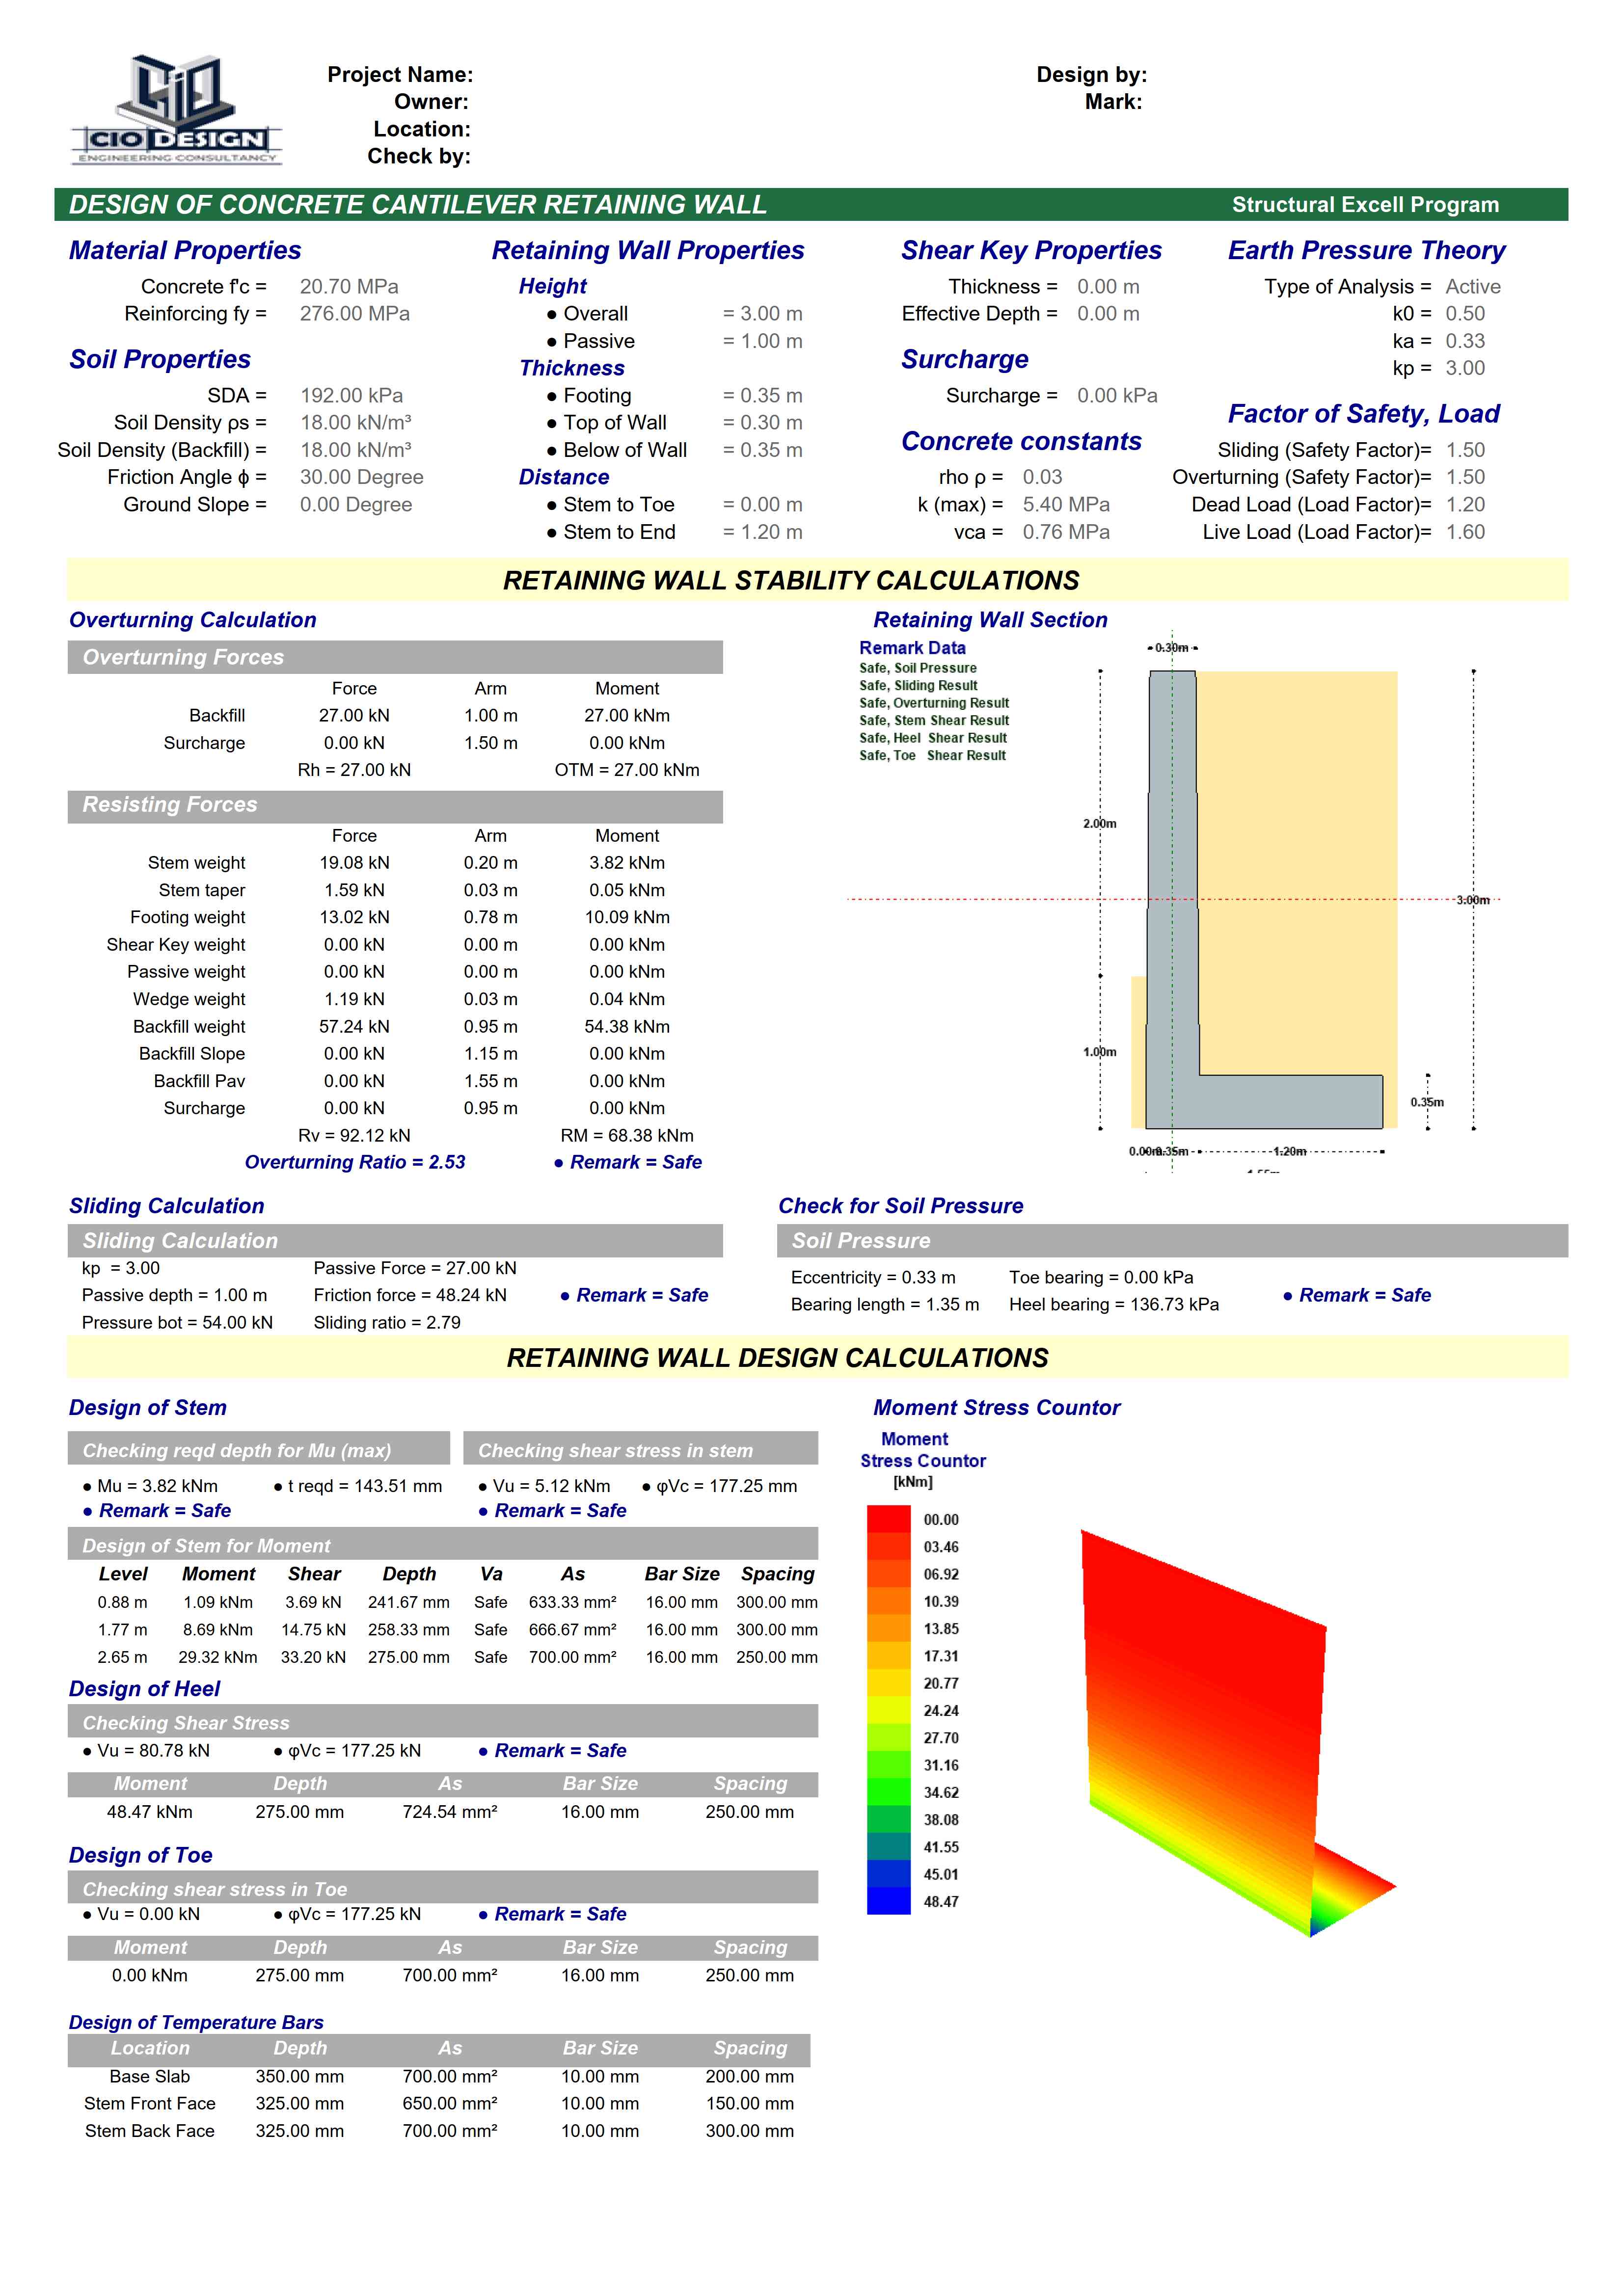 CIO DESIGN
ENGINEERING CONSULTANCY
Project Name:
Owner:
Location:
Check by:
Design by:
Mark:
DESIGN OF CONCRETE CANTILEVER RETAINING WALL Structural Excell Program
Material Properties
Concrete f'c = 20.70 MPa
Reinforcing fy = 276.00 MPa
Soil Properties
SDA = 192.00 kPa
Soil Density ρs = 18.00 kN/m³
Soil Density (Backfill) = 18.00 kN/m³
Friction Angle ϕ = 30.00 Degree
Ground Slope = 0.00 Degree
Retaining Wall Properties
Height
● Overall = 3.00 m
● Passive = 1.00 m
Thickness
● Footing = 0.35 m
● Top of Wall = 0.30 m
● Below of Wall = 0.35 m
Distance
● Stem to Toe = 0.00 m
● Stem to End = 1.20 m
Shear Key Properties
Thickness = 0.00 m
Effective Depth = 0.00 m
Surcharge
Surcharge = 0.00 kPa
Concrete constants
rho ρ = 0.03
k (max) = 5.40 MPa
vca = 0.76 MPa
Earth Pressure Theory
Type of Analysis = Active
k0 = 0.50
ka = 0.33
kp = 3.00
Factor of Safety, Load
Sliding (Safety Factor)= 1.50
Overturning (Safety Factor)= 1.50
Dead Load (Load Factor)= 1.20
Live Load (Load Factor)= 1.60
RETAINING WALL STABILITY CALCULATIONS
Overturning Calculation
Overturning Forces
Force Arm Moment
Backfill 27.00 kN 1.00 m 27.00 kNm
Surcharge 0.00 kN 1.50 m 0.00 kNm
Rh = 27.00 kN OTM = 27.00 kNm
Resisting Forces
Force Arm Moment
Stem weight 19.08 kN 0.20 m 3.82 kNm
Stem taper 1.59 kN 0.03 m 0.05 kNm
Footing weight 13.02 kN 0.78 m 10.09 kNm
Shear Key weight 0.00 kN 0.00 m 0.00 kNm
Passive weight 0.00 kN 0.00 m 0.00 kNm
Wedge weight 1.19 kN 0.03 m 0.04 kNm
Backfill weight 57.24 kN 0.95 m 54.38 kNm
Backfill Slope 0.00 kN 1.15 m 0.00 kNm
Backfill Pav 0.00 kN 1.55 m 0.00 kNm
Surcharge 0.00 kN 0.95 m 0.00 kNm
Rv = 92.12 kN RM = 68.38 kNm
Overturning Ratio = 2.53 ● Remark = Safe
Retaining Wall Section
Remark Data
Safe, Soil Pressure
Safe, Sliding Result
Safe, Overturning Result
Safe, Stem Shear Result
Safe, Heel Shear Result
Safe, Toe Shear Result
0.30m
2.00m
3.00m
1.00m
0.35m
0.00m 0.35m 1.20m
Sliding Calculation
Sliding Calculation
kp = 3.00 Passive Force = 27.00 kN
Passive depth = 1.00 m Friction force = 48.24 kN ● Remark = Safe
Pressure bot = 54.00 kN Sliding ratio = 2.79
Check for Soil Pressure
Soil Pressure
Eccentricity = 0.33 m Toe bearing = 0.00 kPa
● Remark = Safe
Bearing length = 1.35 m Heel bearing = 136.73 kPa
RETAINING WALL DESIGN CALCULATIONS
Design of Stem
Checking reqd depth for Mu (max) Checking shear stress in stem
● Mu = 3.82 kNm ● t reqd = 143.51 mm ● Vu = 5.12 kNm ● φVc = 177.25 mm
● Remark = Safe ● Remark = Safe
Design of Stem for Moment
Level Moment Shear Depth Va As Bar Size Spacing
0.88 m 1.09 kNm 3.69 kN 241.67 mm Safe 633.33 mm² 16.00 mm 300.00 mm
1.77 m 8.69 kNm 14.75 kN 258.33 mm Safe 666.67 mm² 16.00 mm 300.00 mm
2.65 m 29.32 kNm 33.20 kN 275.00 mm Safe 700.00 mm² 16.00 mm 250.00 mm
Design of Heel
Checking Shear Stress
● Vu = 80.78 kN ● φVc = 177.25 kN ● Remark = Safe
Moment Depth As Bar Size Spacing
48.47 kNm 275.00 mm 724.54 mm² 16.00 mm 250.00 mm
Design of Toe
Checking shear stress in Toe
● Vu = 0.00 kN ● φVc = 177.25 kN ● Remark = Safe
Moment Depth As Bar Size Spacing
0.00 kNm 275.00 mm 700.00 mm² 16.00 mm 250.00 mm
Design of Temperature Bars
Location Depth As Bar Size Spacing
Base Slab 350.00 mm 700.00 mm² 10.00 mm 200.00 mm
Stem Front Face 325.00 mm 650.00 mm² 10.00 mm 150.00 mm
Stem Back Face 325.00 mm 700.00 mm² 10.00 mm 300.00 mm
Moment Stress Countor
Moment
Stress Countor
[kNm]
00.00
03.46
06.92
10.39
13.85
17.31
20.77
24.24
27.70
31.16
34.62
38.08
41.55
45.01
48.47